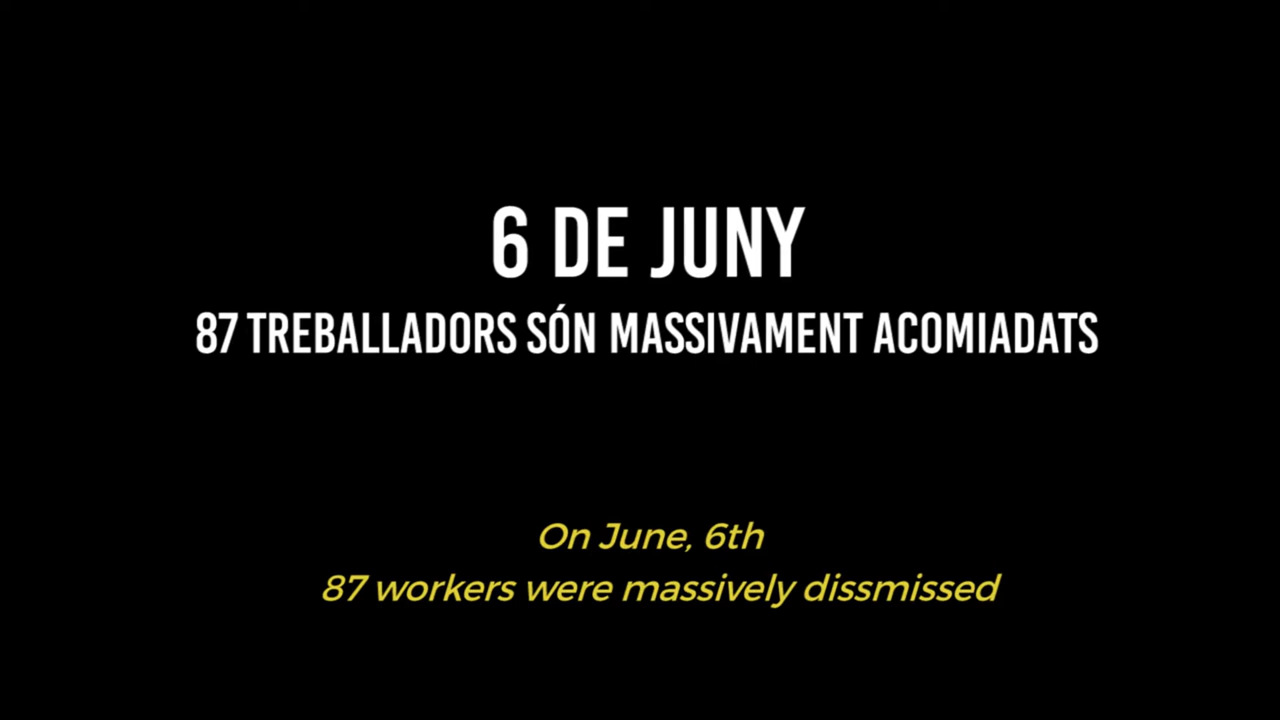 6 DE JUNY
87 TREBALLADORS SÓN MASSIVAMENT ACOMIADATS
On June, 6th
87 workers were massively dissmissed